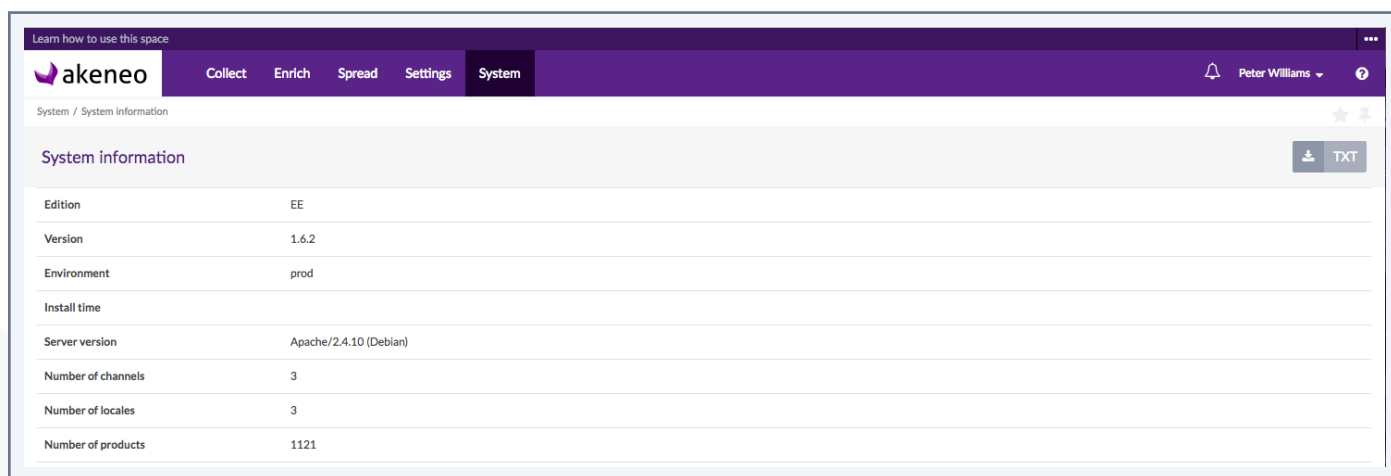 Learn how to use this space •••
akeneo Collect Enrich Spread Settings System Peter Williams ?
System / System information
System information TXT
Edition EE
Version 1.6.2
Environment prod
Install time
Server version Apache/2.4.10 (Debian)
Number of channels 3
Number of locales 3
Number of products 1121